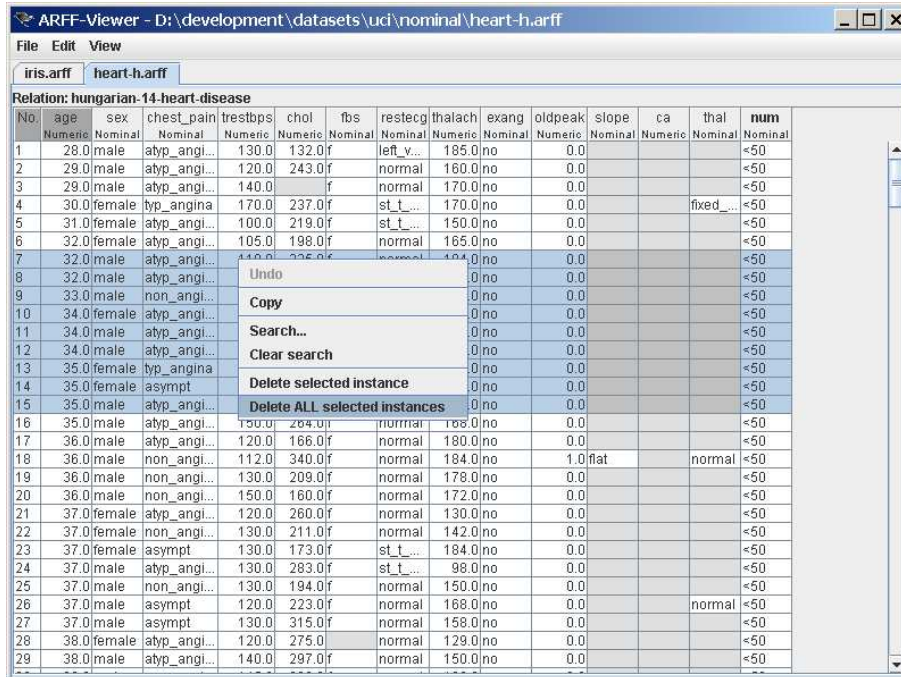 ARFF-Viewer - D:\development\datasets\uci\nominal\heart-h.arff
File Edit View
iris.arff heart-h.arff
Relation: hungarian-14-heart-disease
No. age sex chest_pain trestbps chol fbs restecg thalach exang oldpeak slope ca thal num
Numeric Nominal Nominal Numeric Numeric Nominal Nominal Numeric Nominal Numeric Nominal Numeric Nominal Nominal
1 28.0 male atyp_angi... 130.0 132.0 f left_v... 185.0 no 0.0 <50
2 29.0 male atyp_angi... 120.0 243.0 f normal 160.0 no 0.0 <50
3 29.0 male atyp_angi... 140.0 f normal 170.0 no 0.0 <50
4 30.0 female typ_angina 170.0 237.0 f st_t_... 170.0 no 0.0 fixed_... <50
5 31.0 female atyp_angi... 100.0 219.0 f st_t_... 150.0 no 0.0 <50
6 32.0 female atyp_angi... 105.0 198.0 f normal 165.0 no 0.0 <50
7 32.0 male atyp_angi... .0 no 0.0 <50
8 32.0 male atyp_angi... .0 no 0.0 <50
9 33.0 male non_angi... .0 no 0.0 <50
10 34.0 female atyp_angi... .0 no 0.0 <50
11 34.0 male atyp_angi... .0 no 0.0 <50
12 34.0 male atyp_angi... .0 no 0.0 <50
13 35.0 female typ_angina .0 no 0.0 <50
14 35.0 female asympt .0 no 0.0 <50
15 35.0 male atyp_angi... .0 no 0.0 <50
Undo
Copy
Search...
Clear search
Delete selected instance
Delete ALL selected instances
16 35.0 male atyp_angi... 150.0 264.0 f normal 168.0 no 0.0 <50
17 36.0 male atyp_angi... 120.0 166.0 f normal 180.0 no 0.0 <50
18 36.0 male non_angi... 112.0 340.0 f normal 184.0 no 1.0 flat normal <50
19 36.0 male non_angi... 130.0 209.0 f normal 178.0 no 0.0 <50
20 36.0 male non_angi... 150.0 160.0 f normal 172.0 no 0.0 <50
21 37.0 female atyp_angi... 120.0 260.0 f normal 130.0 no 0.0 <50
22 37.0 female non_angi... 130.0 211.0 f normal 142.0 no 0.0 <50
23 37.0 female asympt 130.0 173.0 f st_t_... 184.0 no 0.0 <50
24 37.0 male atyp_angi... 130.0 283.0 f st_t_... 98.0 no 0.0 <50
25 37.0 male non_angi... 130.0 194.0 f normal 150.0 no 0.0 <50
26 37.0 male asympt 120.0 223.0 f normal 168.0 no 0.0 normal <50
27 37.0 male asympt 130.0 315.0 f normal 158.0 no 0.0 <50
28 38.0 female atyp_angi... 120.0 275.0 normal 129.0 no 0.0 <50
29 38.0 male atyp_angi... 140.0 297.0 f normal 150.0 no 0.0 <50